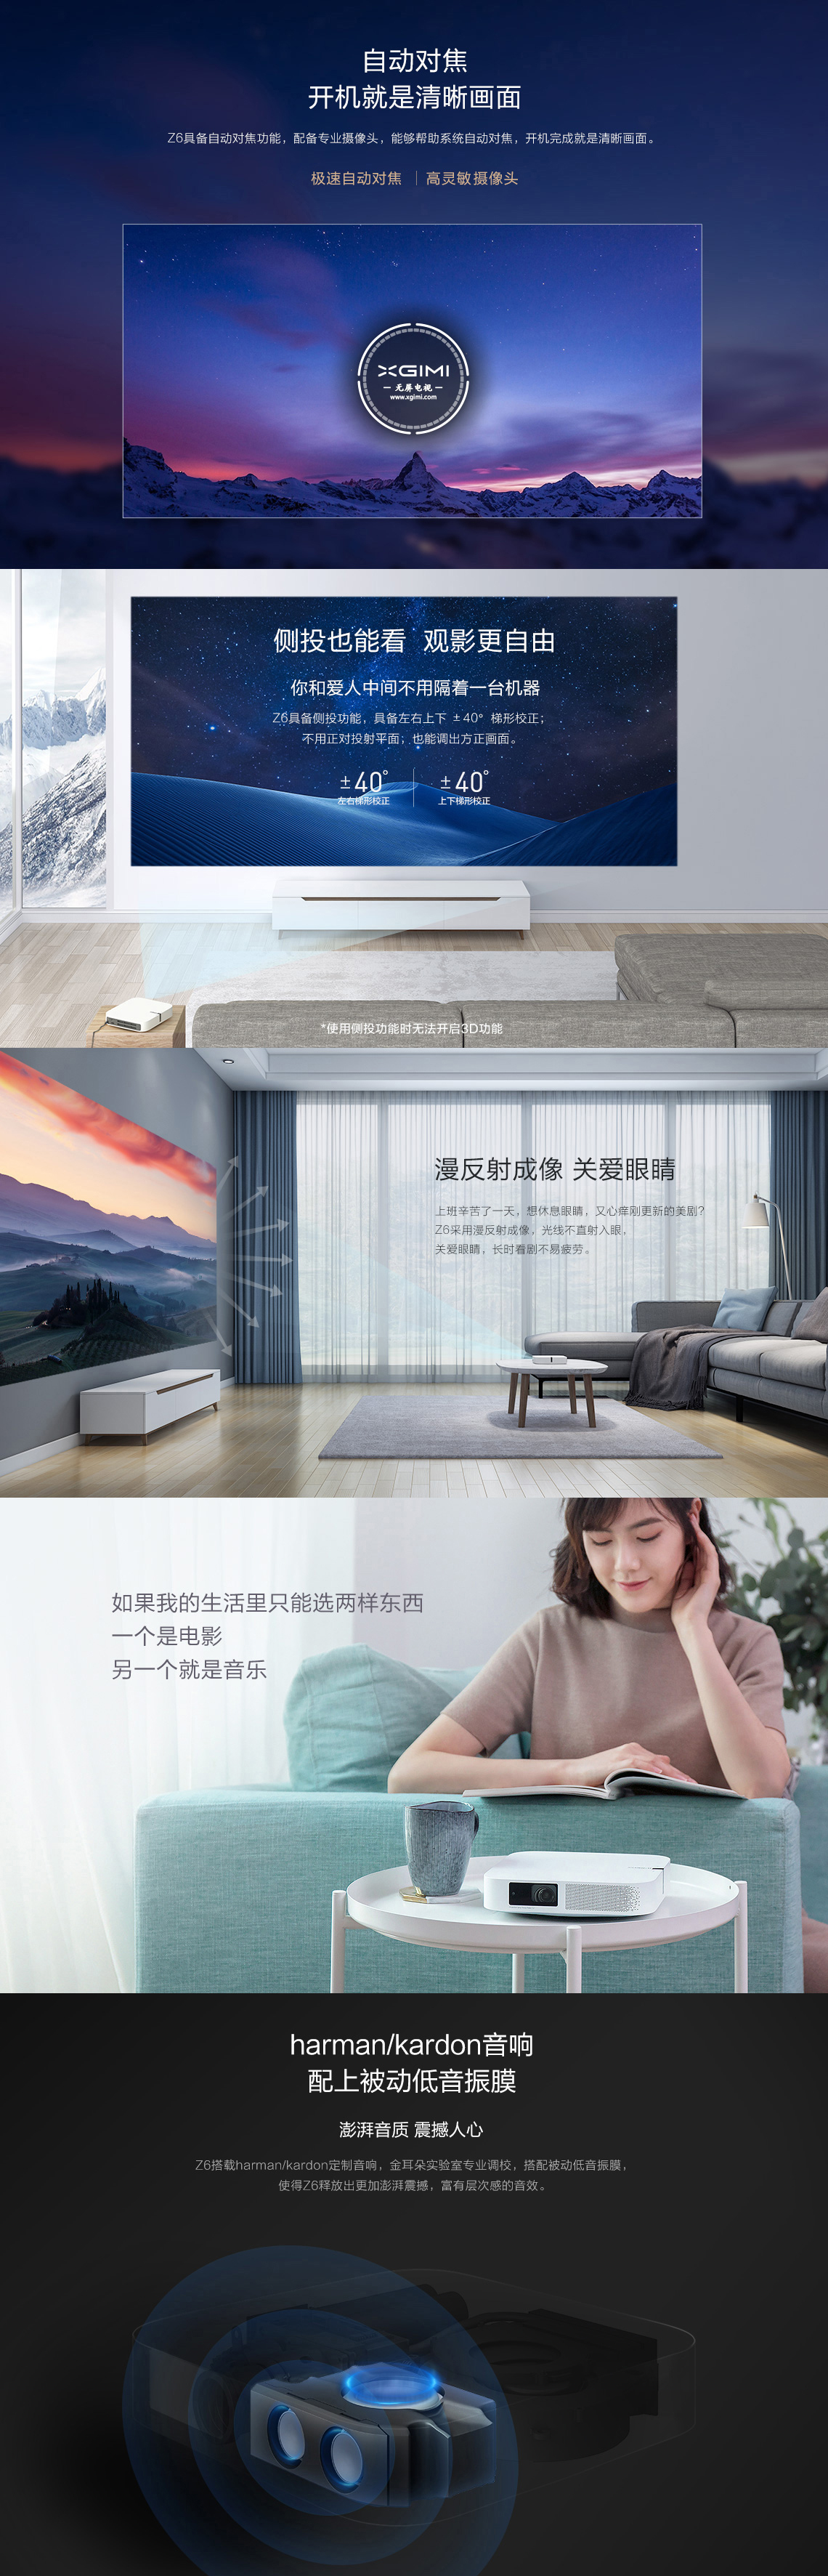 自动对焦
开机就是清晰画面
Z6具备自动对焦功能，配备专业摄像头，能够帮助系统自动对焦，开机完成就是清晰画面。
极速自动对焦 | 高灵敏摄像头
XGIMI
— 无屏电视 —
www.xgimi.com
侧投也能看 观影更自由
你和爱人中间不用隔着一台机器
Z6具备侧投功能，具备左右上下 ±40° 梯形校正；
不用正对投射平面，也能调出方正画面。
±40° ±40°
左右梯形校正 上下梯形校正
*使用侧投功能时无法开启3D功能
漫反射成像 关爱眼睛
上班辛苦了一天，想休息眼睛，又心痒刚更新的美剧？
Z6采用漫反射成像，光线不直射入眼，
关爱眼睛，长时看剧不易疲劳。
如果我的生活里只能选两样东西
一个是电影
另一个就是音乐
harman/kardon音响
配上被动低音振膜
澎湃音质 震撼人心
Z6搭载harman/kardon定制音响，金耳朵实验室专业调校，搭配被动低音振膜，
使得Z6释放出更加澎湃震撼，富有层次感的音效。